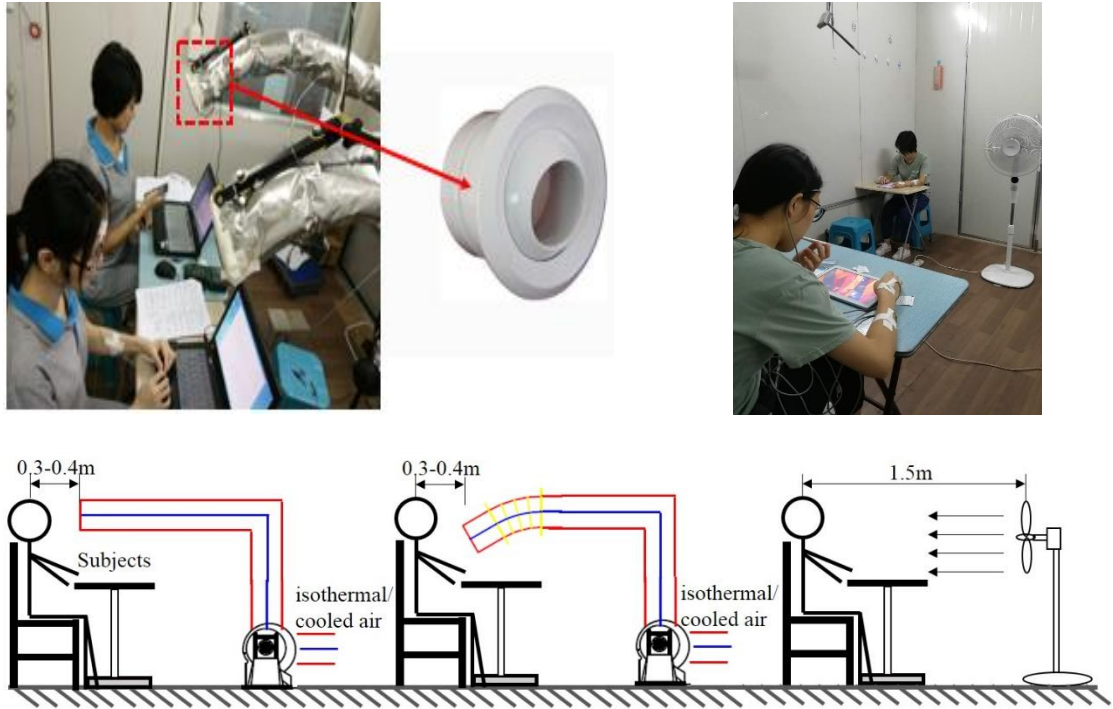 0.3-0.4m
Subjects
isothermal/
cooled air
0.3-0.4m
isothermal/
cooled air
1.5m